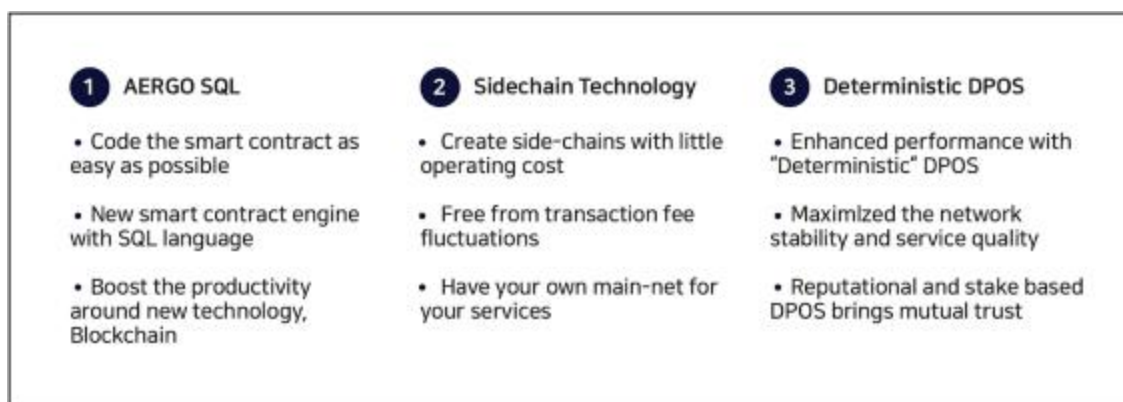 1 AERGO SQL
• Code the smart contract as
easy as possible
• New smart contract engine
with SQL language
• Boost the productivity
around new technology,
Blockchain
2 Sidechain Technology
• Create side-chains with little
operating cost
• Free from transaction fee
fluctuations
• Have your own main-net for
your services
3 Deterministic DPOS
• Enhanced performance with
"Deterministic" DPOS
• Maximized the network
stability and service quality
• Reputational and stake based
DPOS brings mutual trust